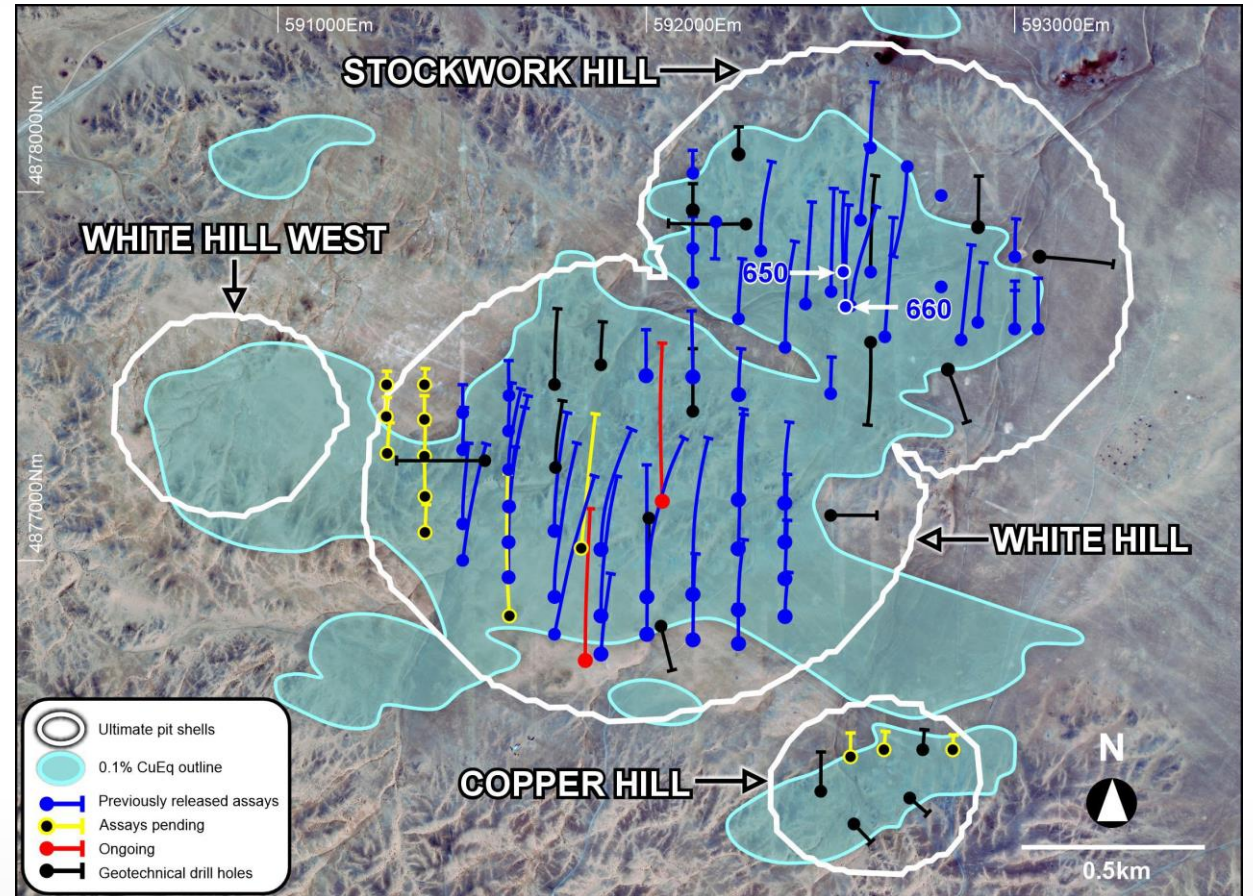 591000Em
592000Em
593000Em
STOCKWORK HILL
4878000Nm
WHITE HILL WEST
650
660
4877000Nm
WHITE HILL
COPPER HILL
N
0.5km
Ultimate pit shells
0.1% CuEq outline
Previously released assays
Assays pending
Ongoing
Geotechnical drill holes